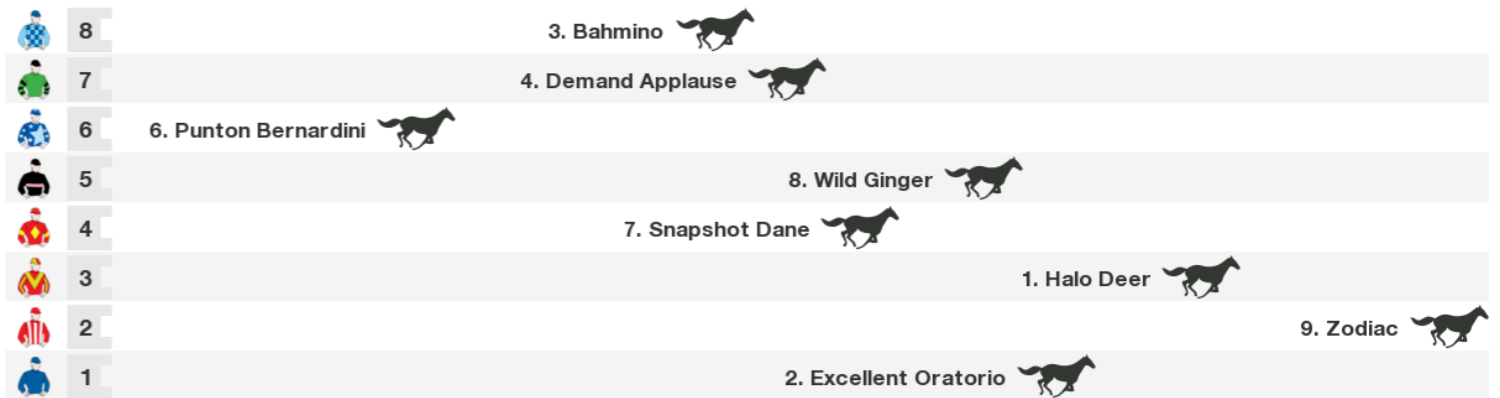 8 3. Bahmino
7 4. Demand Applause
6 6. Punton Bernardini
5 8. Wild Ginger
4 7. Snapshot Dane
3 1. Halo Deer
2 9. Zodiac
1 2. Excellent Oratorio